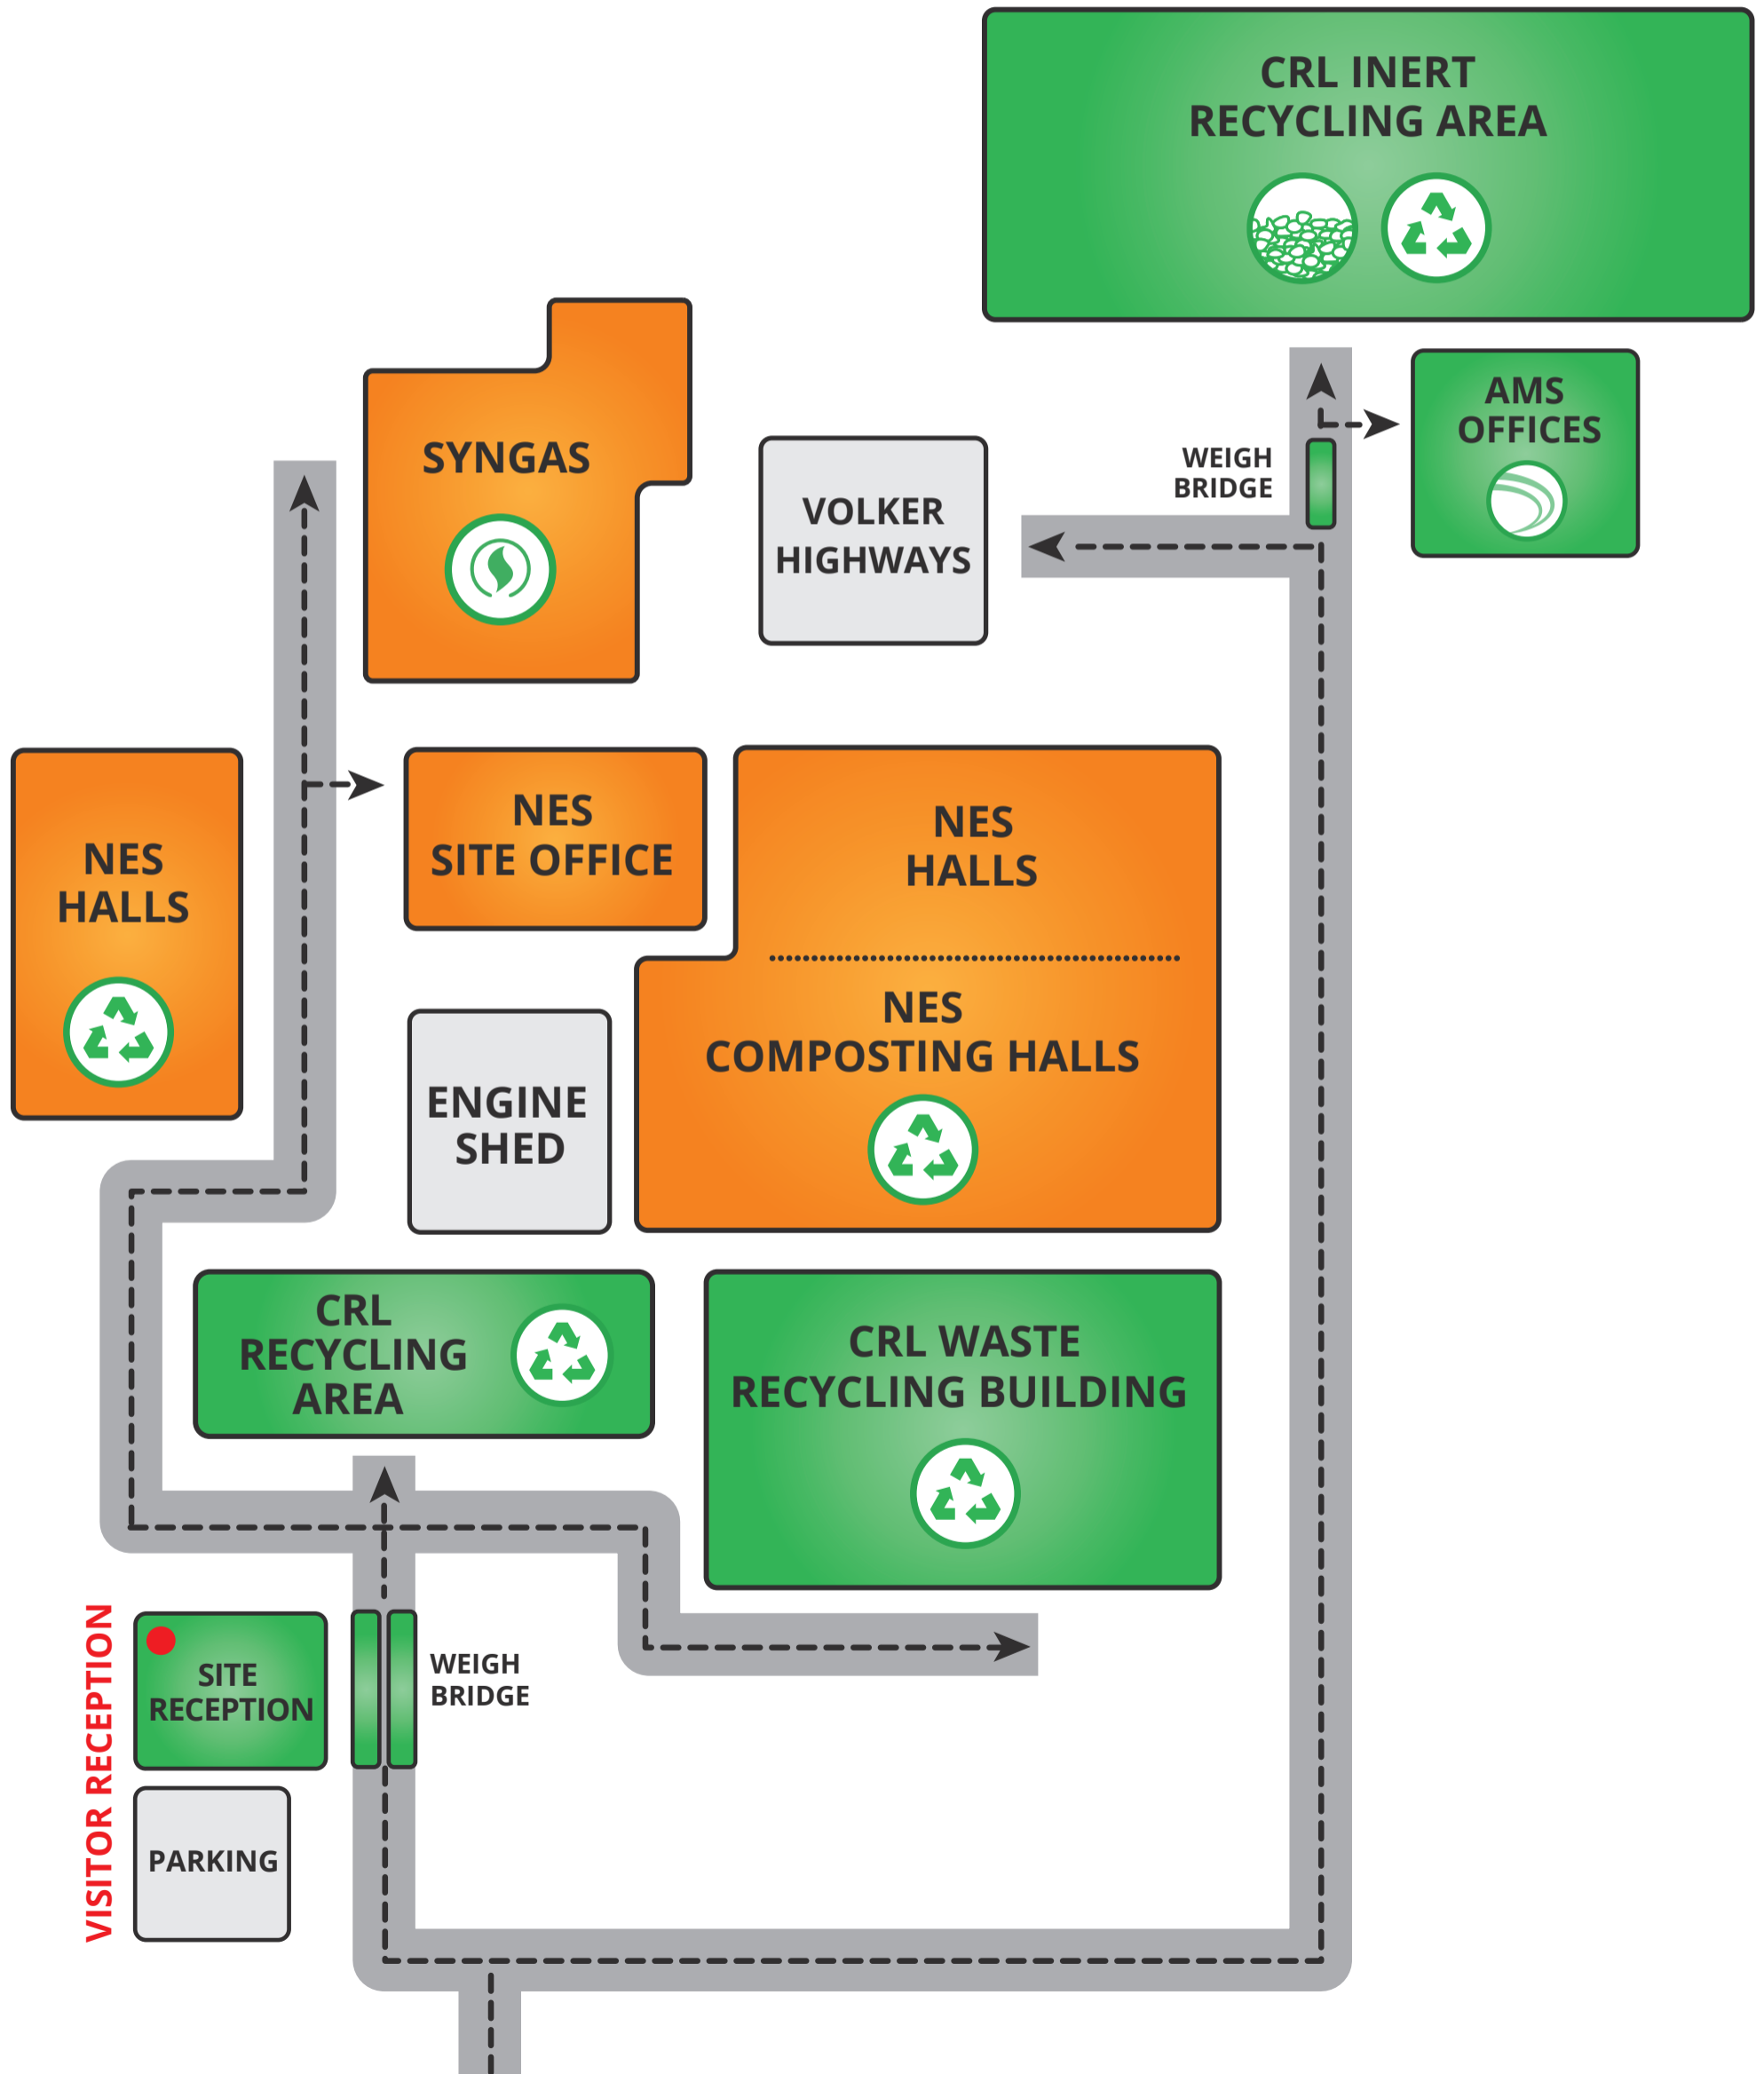 CRL INERT
RECYCLING AREA
AMS
OFFICES
WEIGH
BRIDGE
SYNGAS
VOLKER
HIGHWAYS
NES
HALLS
NES
SITE OFFICE
NES
HALLS
NES
COMPOSTING HALLS
ENGINE
SHED
CRL
RECYCLING
AREA
CRL WASTE
RECYCLING BUILDING
VISITOR RECEPTION
SITE
RECEPTION
WEIGH
BRIDGE
PARKING